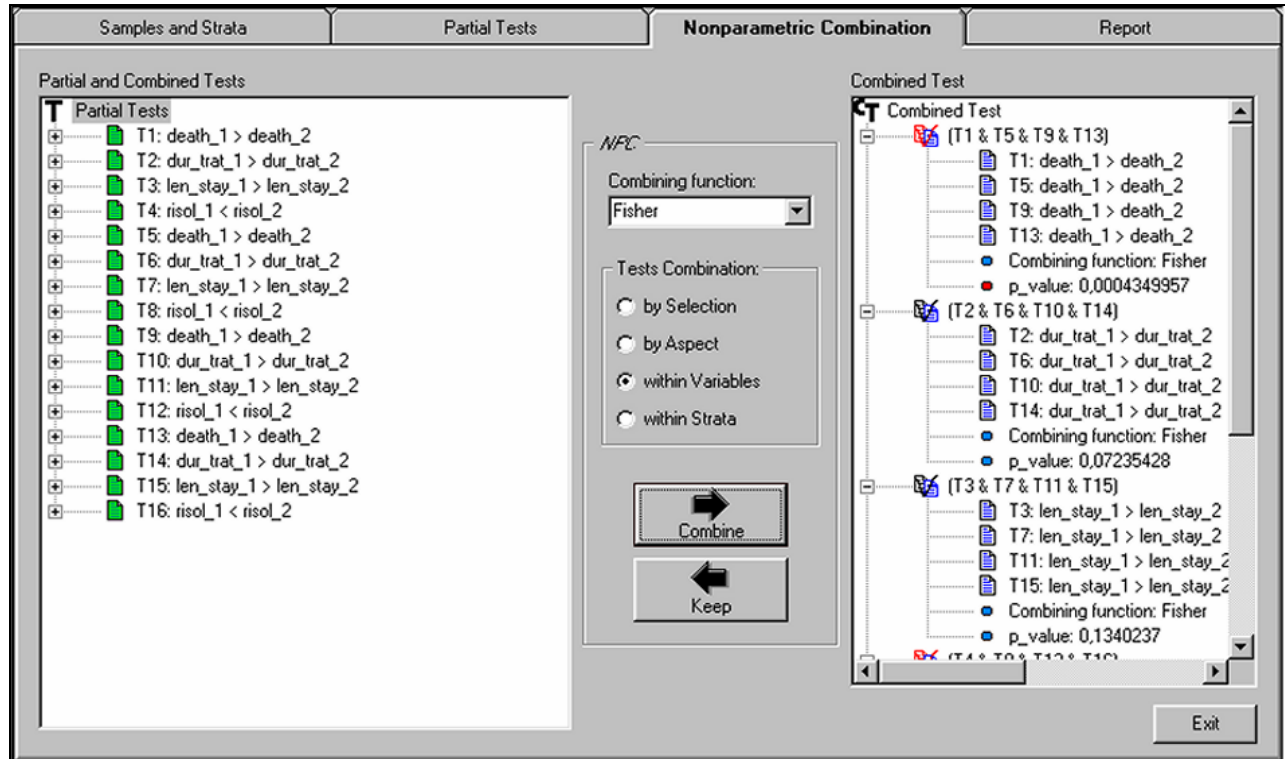 Samples and Strata
Partial Tests
Nonparametric Combination
Report
Partial and Combined Tests
T Partial Tests
T1: death_1 > death_2
T2: dur_trat_1 > dur_trat_2
T3: len_stay_1 > len_stay_2
T4: risol_1 < risol_2
T5: death_1 > death_2
T6: dur_trat_1 > dur_trat_2
T7: len_stay_1 > len_stay_2
T8: risol_1 < risol_2
T9: death_1 > death_2
T10: dur_trat_1 > dur_trat_2
T11: len_stay_1 > len_stay_2
T12: risol_1 < risol_2
T13: death_1 > death_2
T14: dur_trat_1 > dur_trat_2
T15: len_stay_1 > len_stay_2
T16: risol_1 < risol_2
NPC
Combining function:
Fisher
Tests Combination:
by Selection
by Aspect
within Variables
within Strata
Combine
Keep
Combined Test
CT Combined Test
(T1 & T5 & T9 & T13)
T1: death_1 > death_2
T5: death_1 > death_2
T9: death_1 > death_2
T13: death_1 > death_2
Combining function: Fisher
p_value: 0,0004349957
(T2 & T6 & T10 & T14)
T2: dur_trat_1 > dur_trat_2
T6: dur_trat_1 > dur_trat_2
T10: dur_trat_1 > dur_trat_2
T14: dur_trat_1 > dur_trat_2
Combining function: Fisher
p_value: 0,07235428
(T3 & T7 & T11 & T15)
T3: len_stay_1 > len_stay_2
T7: len_stay_1 > len_stay_2
T11: len_stay_1 > len_stay_2
T15: len_stay_1 > len_stay_2
Combining function: Fisher
p_value: 0,1340237
(T4 & T8 & T12 & T16)
Exit